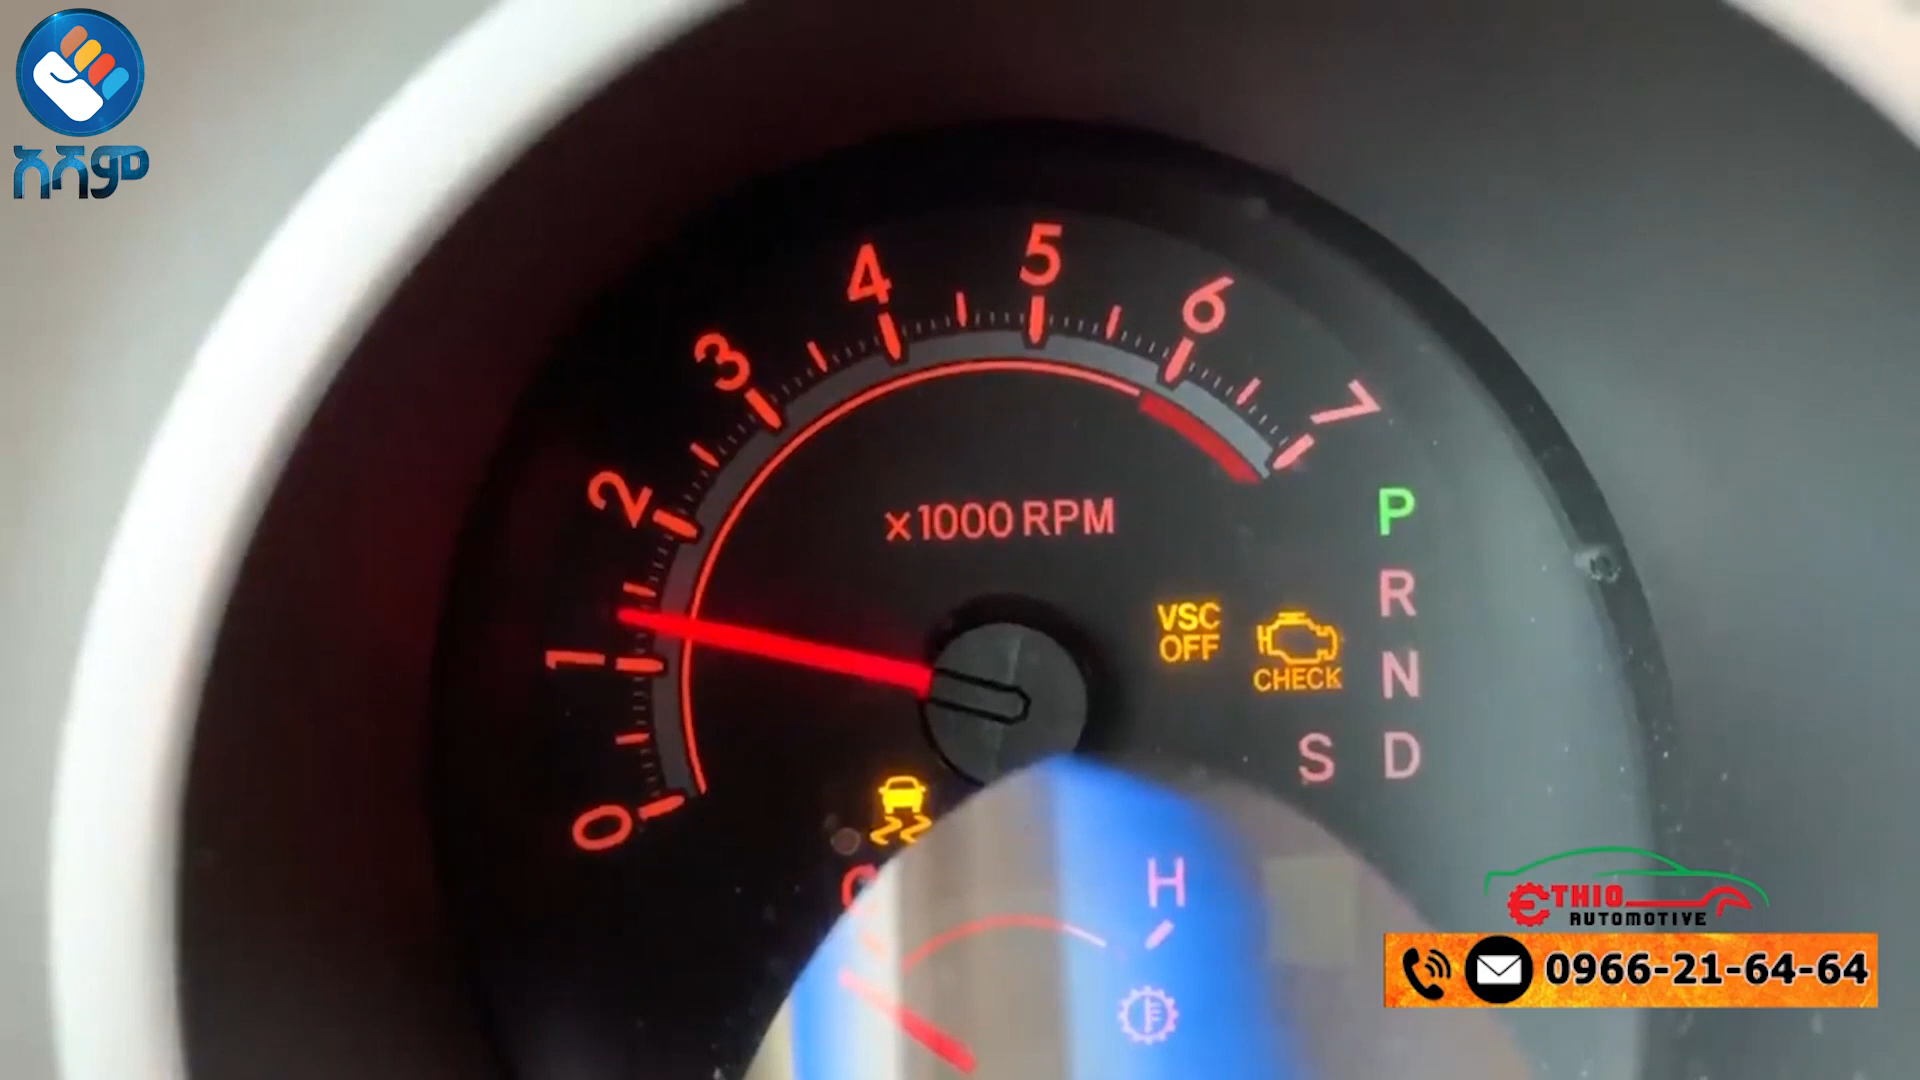 አሻም
0
1
2
3
4
5
6
7
x1000 RPM
P
R
N
D
S
VSC
OFF
CHECK
C
H
ETHIO
AUTOMOTIVE
0966-21-64-64